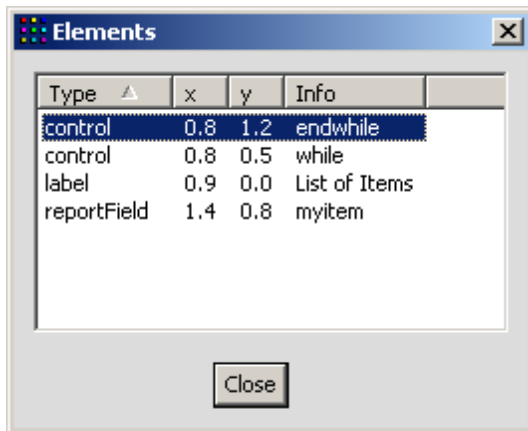 Elements
Type x y Info
control 0.8 1.2 endwhile
control 0.8 0.5 while
label 0.9 0.0 List of Items
reportField 1.4 0.8 myitem
Close